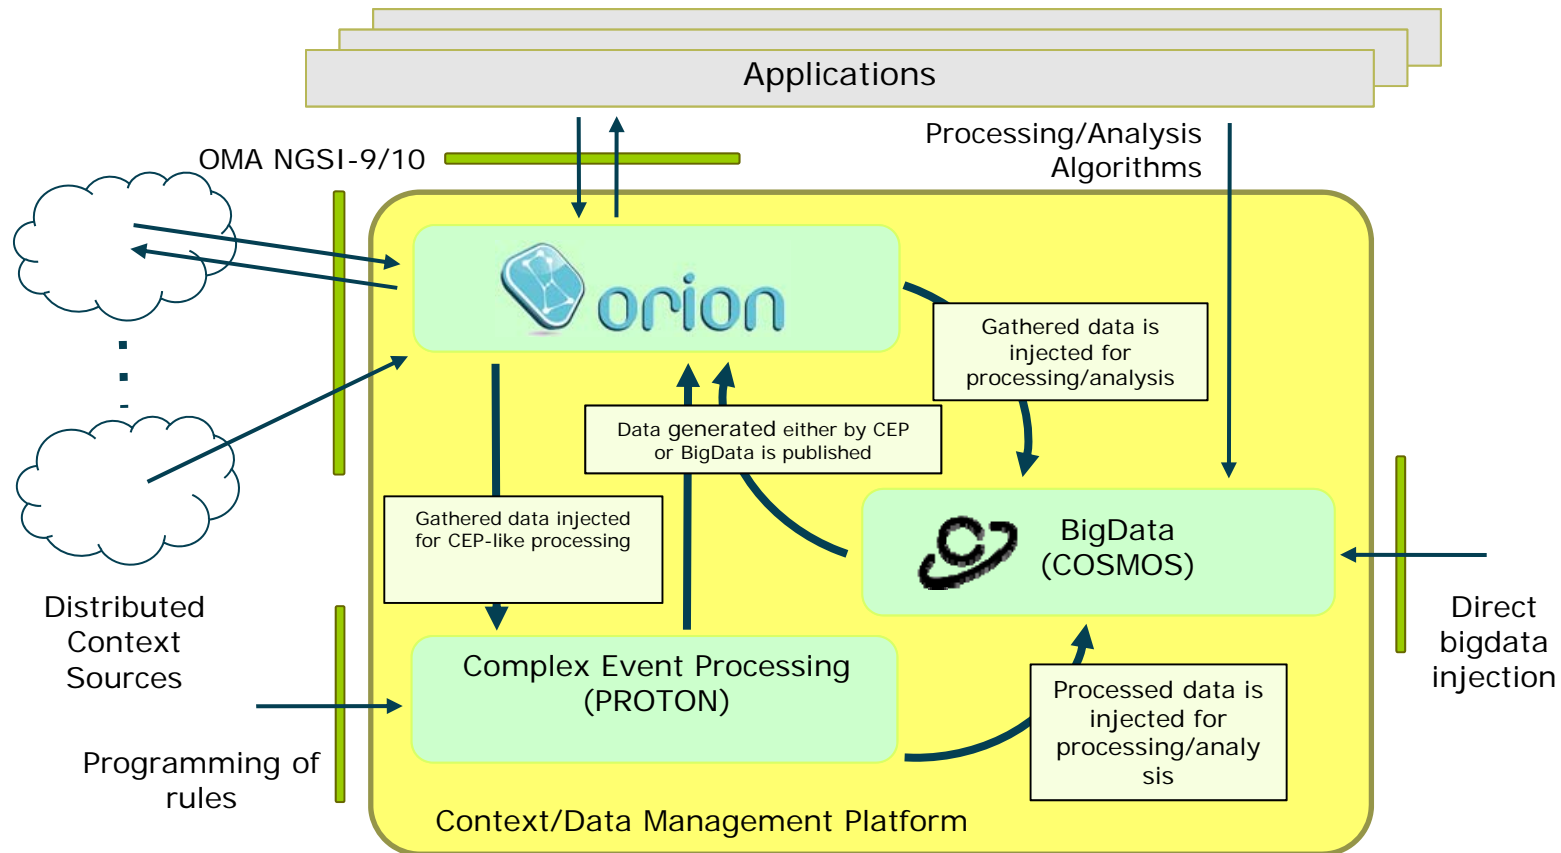 Applications
OMA NGSI-9/10
Processing/Analysis
Algorithms
orion
Gathered data is
injected for
processing/analysis
Data generated either by CEP
or BigData is published
Gathered data injected
for CEP-like processing
BigData
(COSMOS)
Distributed
Context
Sources
Direct
bigdata
injection
Complex Event Processing
(PROTON)
Processed data is
injected for
processing/analy
sis
Programming of
rules
Context/Data Management Platform